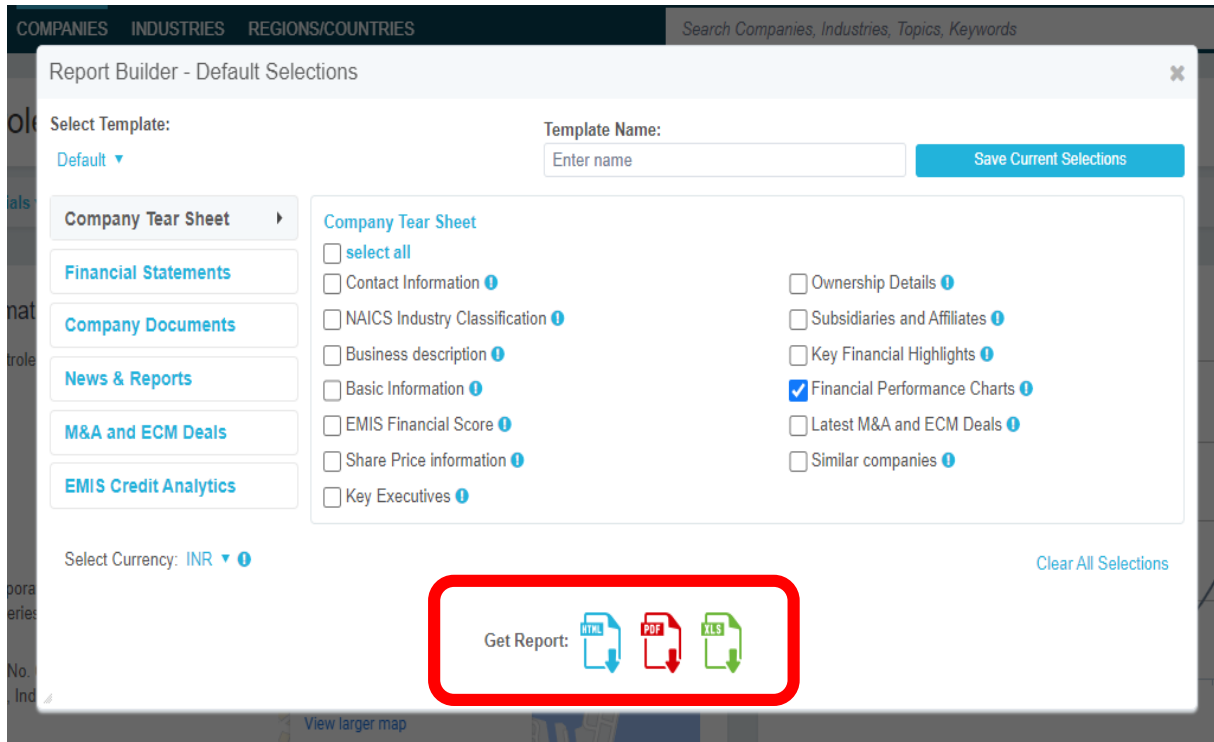 COMPANIES INDUSTRIES REGIONS/COUNTRIES Search Companies, Industries, Topics, Keywords
Report Builder - Default Selections
Select Template:
Template Name:
Default
Enter name
Save Current Selections
Company Tear Sheet
Financial Statements
Company Documents
News & Reports
M&A and ECM Deals
EMIS Credit Analytics
Company Tear Sheet
select all
Contact Information
NAICS Industry Classification
Business description
Basic Information
EMIS Financial Score
Share Price information
Key Executives
Ownership Details
Subsidiaries and Affiliates
Key Financial Highlights
Financial Performance Charts
Latest M&A and ECM Deals
Similar companies
Select Currency: INR
Clear All Selections
Get Report: HTML PDF XLS
No.
, Ind
View larger map